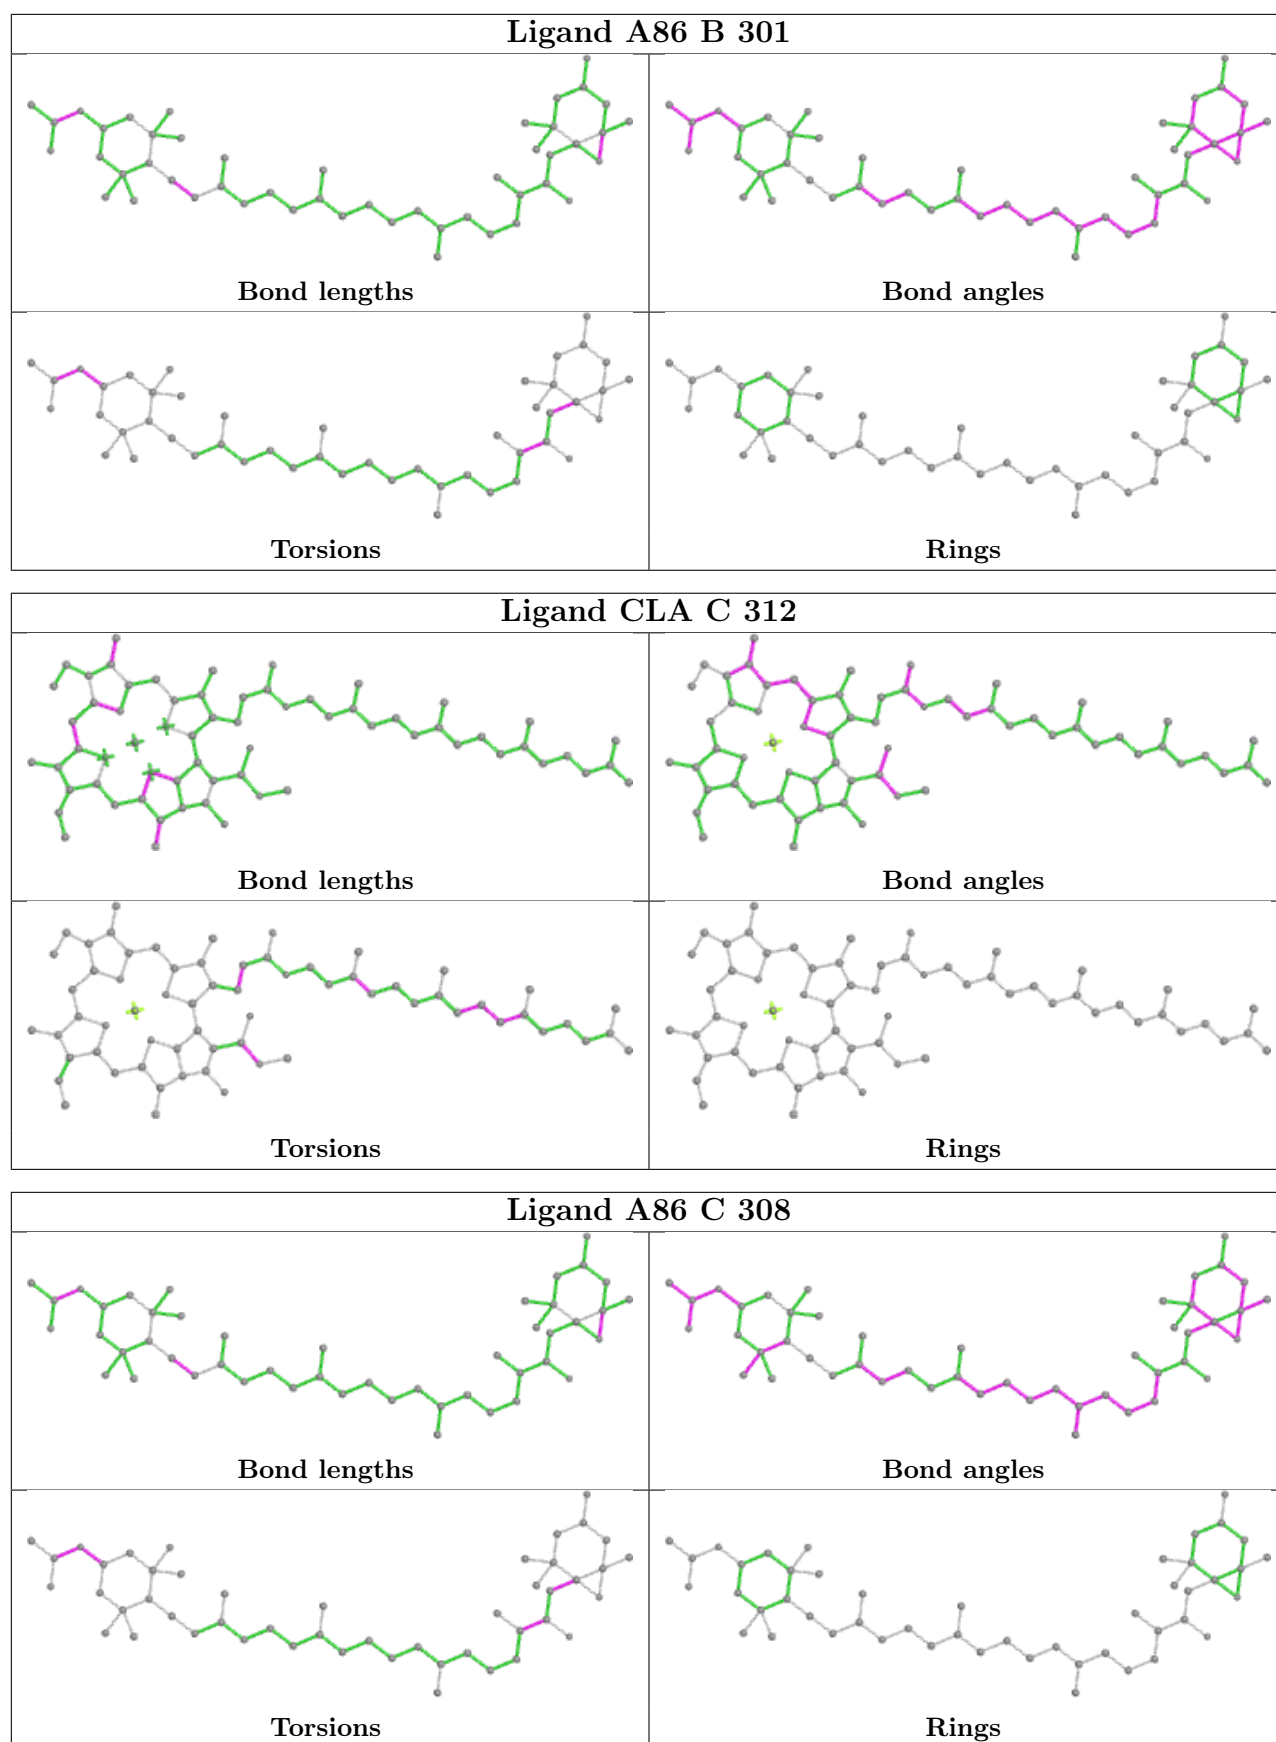 Ligand A86 B 301
Bond lengths
Bond angles
Torsions
Rings
Ligand CLA C 312
Bond lengths
Bond angles
Torsions
Rings
Ligand A86 C 308
Bond lengths
Bond angles
Torsions
Rings